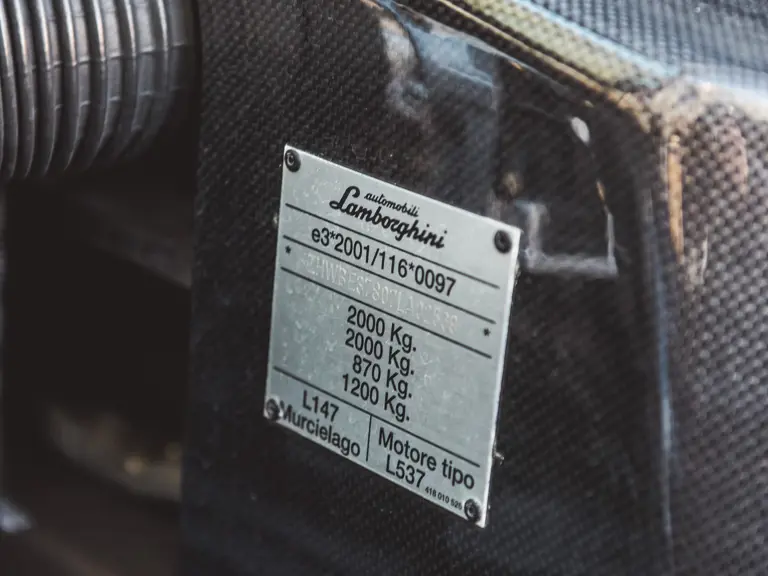 automobili
Lamborghini
e3*2001/116*0097
* *
2000 Kg.
2000 Kg.
870 Kg.
1200 Kg.
L147
Murcielago
Motore tipo
L537
418 010 525